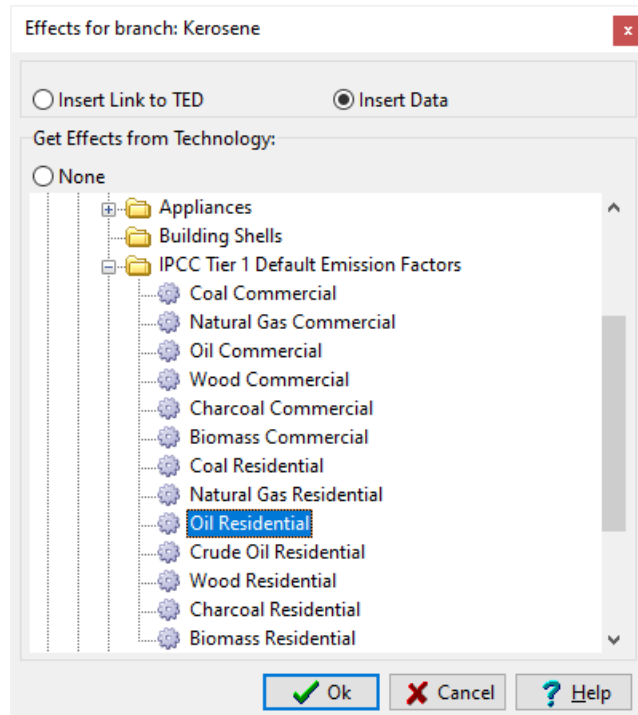 Effects for branch: Kerosene
x
Insert Link to TED
Insert Data
Get Effects from Technology:
None
Appliances
Building Shells
IPCC Tier 1 Default Emission Factors
Coal Commercial
Natural Gas Commercial
Oil Commercial
Wood Commercial
Charcoal Commercial
Biomass Commercial
Coal Residential
Natural Gas Residential
Oil Residential
Crude Oil Residential
Wood Residential
Charcoal Residential
Biomass Residential
Ok Cancel ? Help